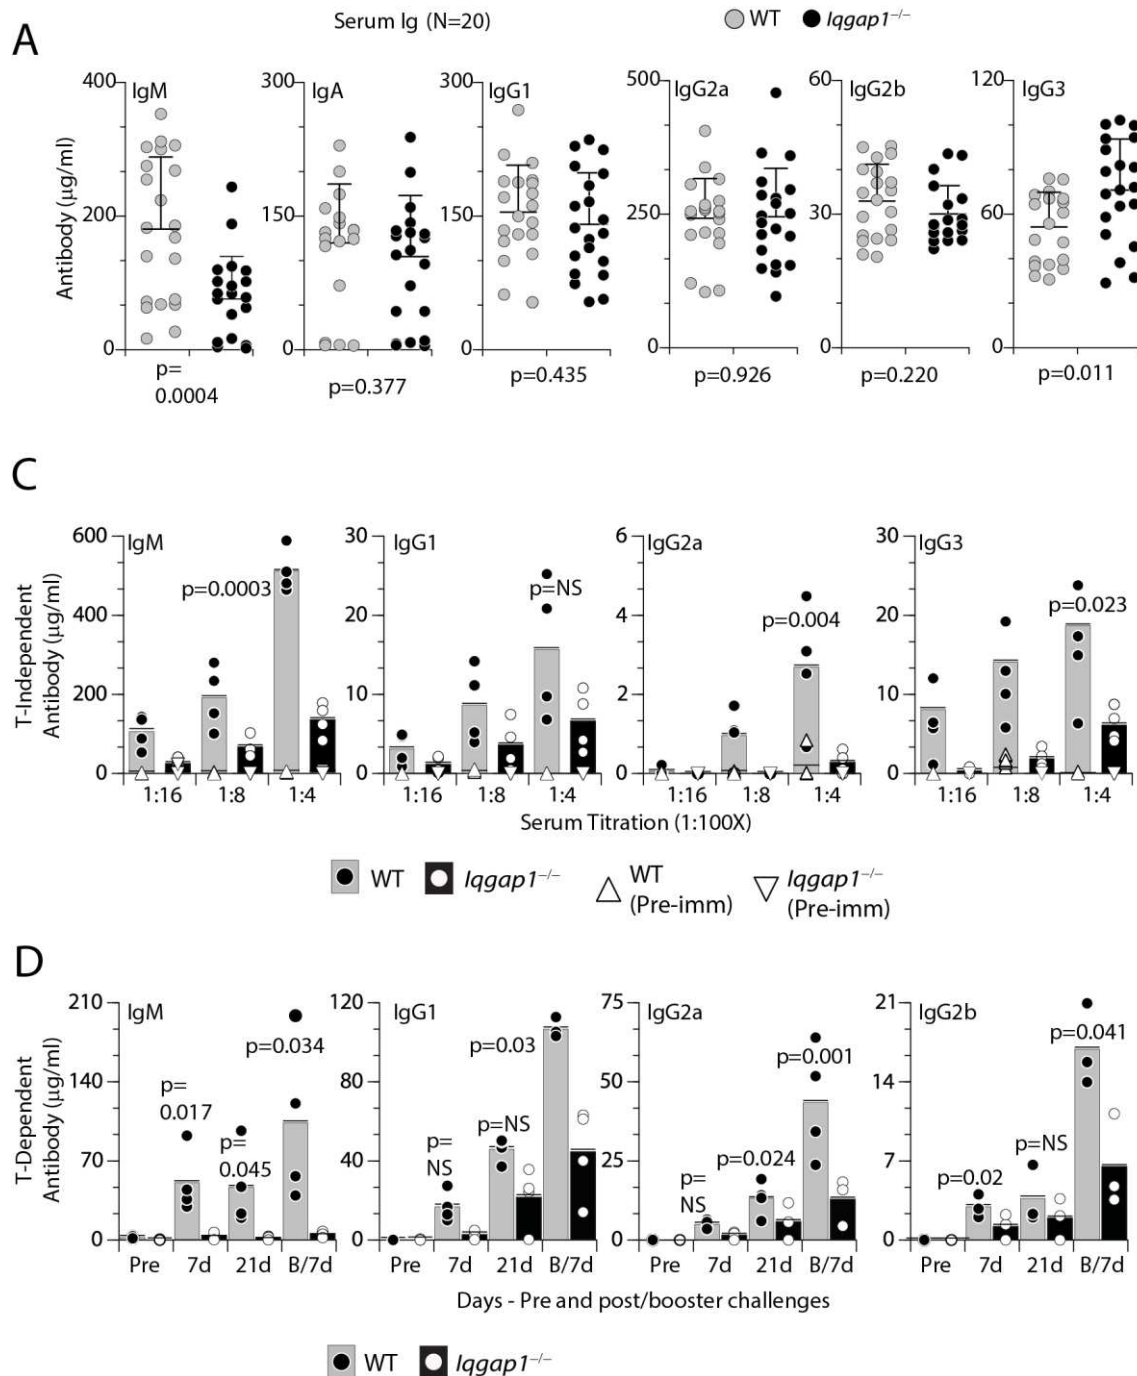 A
Serum Ig (N=20)
WT
Iqgap1–/–
Antibody (μg/ml)
400
200
0
IgM
p=
0.0004
300
150
0
IgA
p=0.377
300
150
0
IgG1
p=0.435
500
250
0
IgG2a
p=0.926
60
30
0
IgG2b
p=0.220
120
60
0
IgG3
p=0.011
C
T-Independent
Antibody (μg/ml)
600
400
200
0
IgM
p=0.0003
1:16 1:8 1:4
30
20
10
0
IgG1
p=NS
1:16 1:8 1:4
6
4
2
0
IgG2a
p=0.004
1:16 1:8 1:4
30
20
10
0
IgG3
p=0.023
1:16 1:8 1:4
Serum Titration (1:100X)
WT
Iqgap1–/–
WT
(Pre-imm)
Iqgap1–/–
(Pre-imm)
D
T-Dependent
Antibody (μg/ml)
210
140
70
0
IgM
p=
0.017
p=
0.045
p=0.034
Pre 7d 21d B/7d
120
80
40
0
IgG1
p=
NS
p=NS
p=0.03
Pre 7d 21d B/7d
75
50
25
0
IgG2a
p=
NS
p=0.024
p=0.001
Pre 7d 21d B/7d
21
14
7
0
IgG2b
p=0.02
p=NS
p=0.041
Pre 7d 21d B/7d
Days - Pre and post/booster challenges
WT
Iqgap1–/–